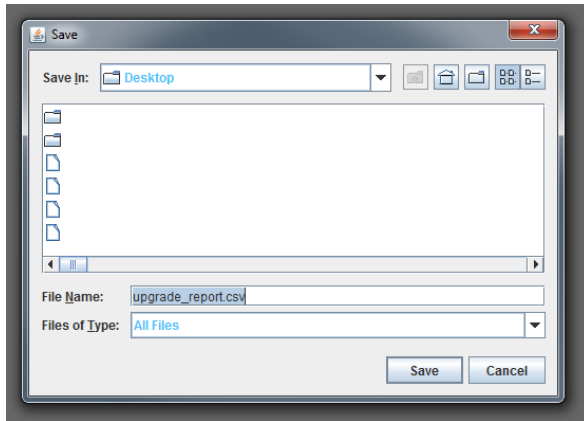 Save
Save In: Desktop
File Name: upgrade_report.csv
Files of Type: All Files
Save Cancel